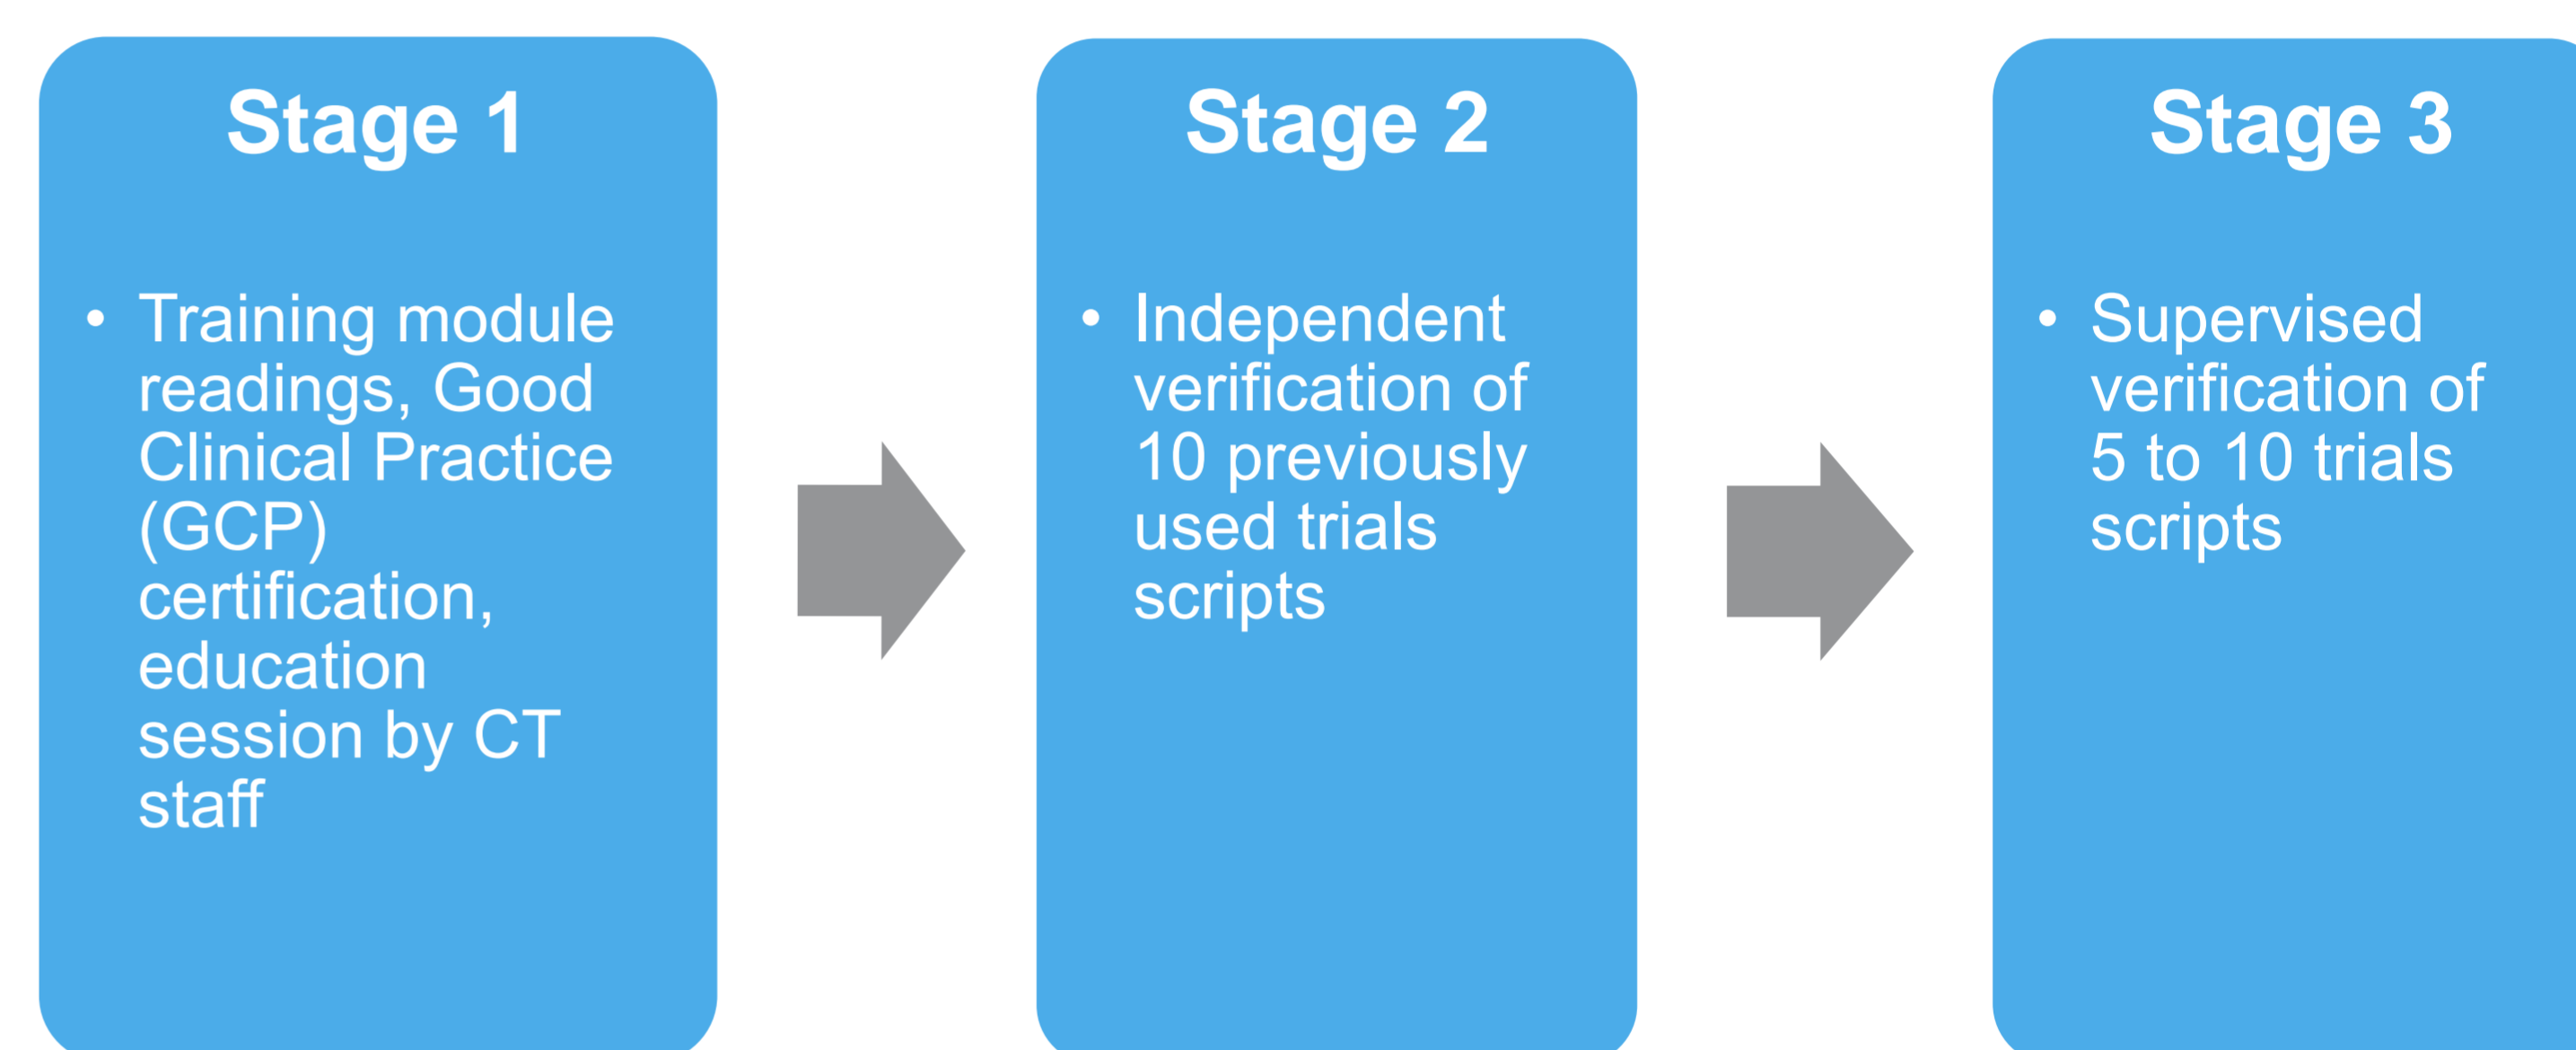 Stage 1
• Training module
readings, Good
Clinical Practice
(GCP)
certification,
education
session by CT
staff
Stage 2
• Independent
verification of
10 previously
used trials
scripts
Stage 3
• Supervised
verification of
5 to 10 trials
scripts